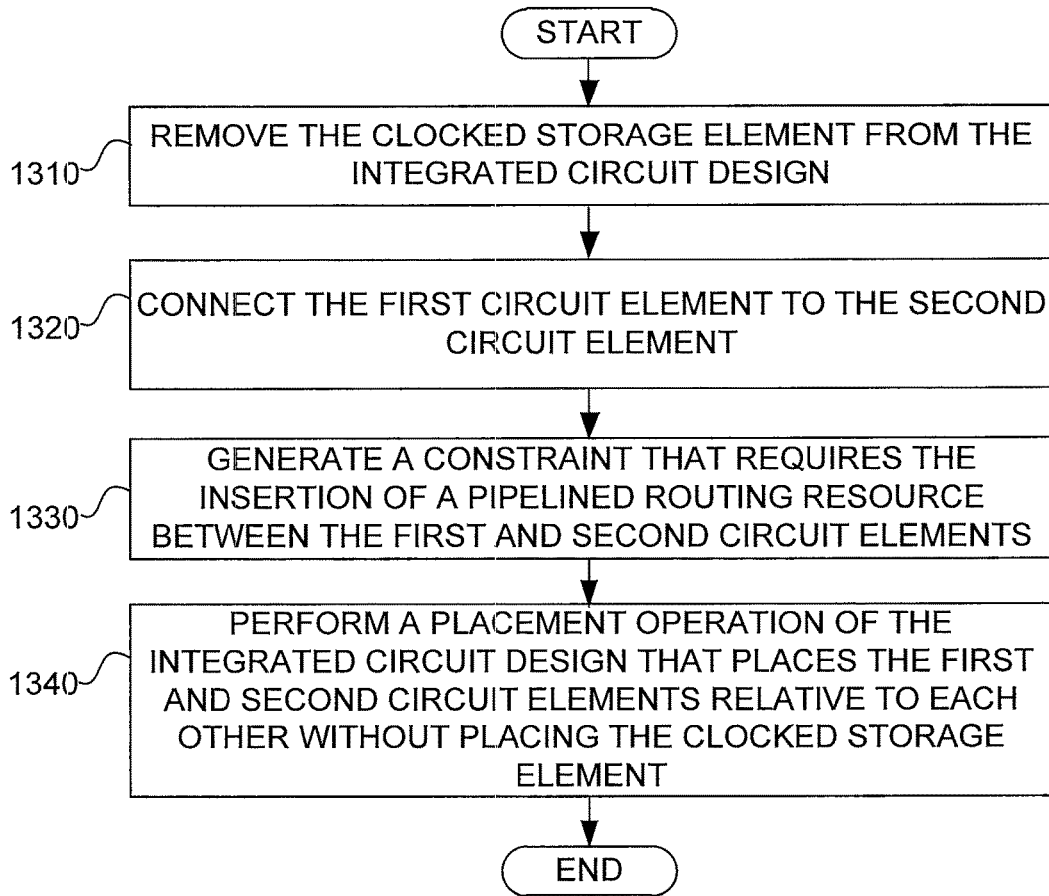 START
1310
REMOVE THE CLOCKED STORAGE ELEMENT FROM THE
INTEGRATED CIRCUIT DESIGN
1320
CONNECT THE FIRST CIRCUIT ELEMENT TO THE SECOND
CIRCUIT ELEMENT
1330
GENERATE A CONSTRAINT THAT REQUIRES THE
INSERTION OF A PIPELINED ROUTING RESOURCE
BETWEEN THE FIRST AND SECOND CIRCUIT ELEMENTS
1340
PERFORM A PLACEMENT OPERATION OF THE
INTEGRATED CIRCUIT DESIGN THAT PLACES THE FIRST
AND SECOND CIRCUIT ELEMENTS RELATIVE TO EACH
OTHER WITHOUT PLACING THE CLOCKED STORAGE
ELEMENT
END